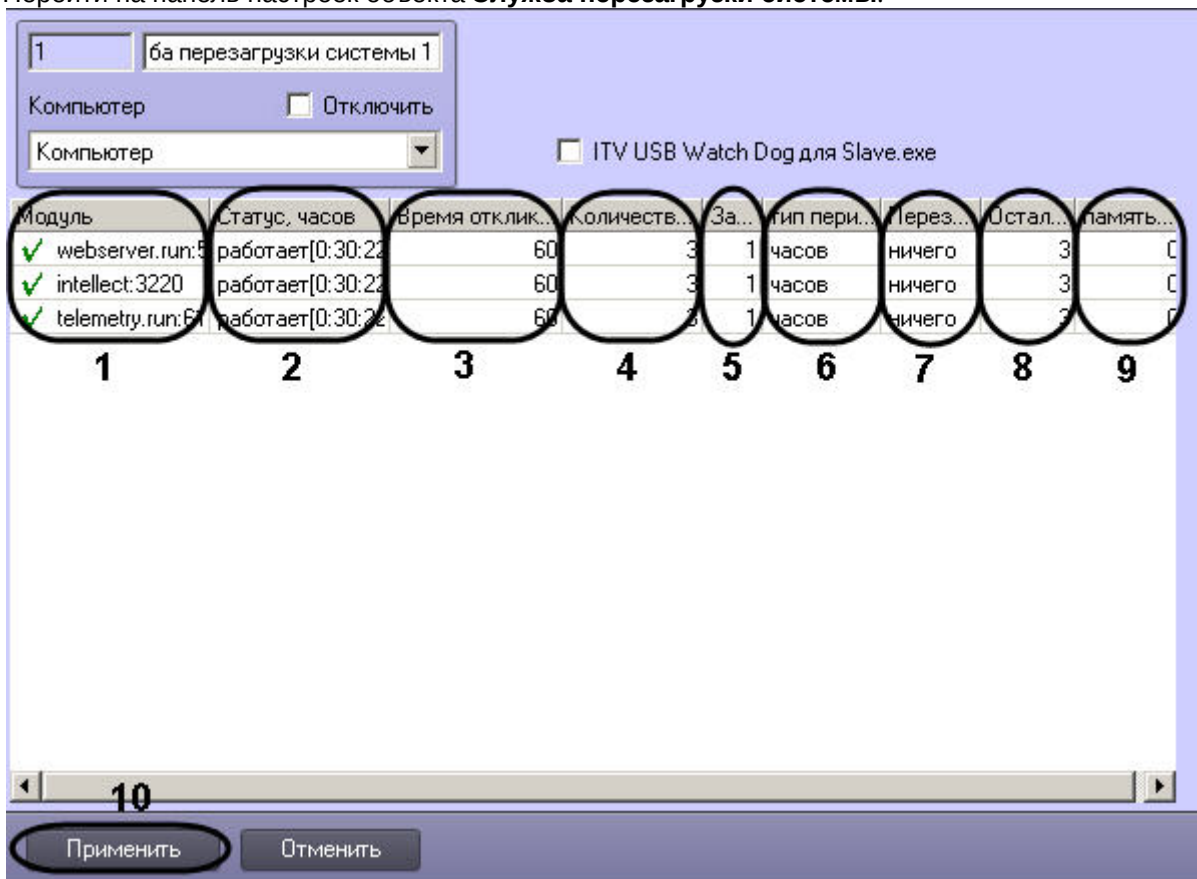 Перейти на панель настроек объекта Служба перезагрузки системы.
1 ба перезагрузки системы 1
Компьютер Отключить
Компьютер
ITV USB Watch Dog для Slave.exe
Модуль Статус, часов Время отклик... Количеств... За... тип пери... Перез... Остал... память...
webserver.run:5 работает[0:30:22 60 3 1 часов ничего 3 0
intellect:3220 работает[0:30:22 60 3 1 часов ничего 3 0
telemetry.run:61 работает[0:30:22 60 3 1 часов ничего 3 0
1 2 3 4 5 6 7 8 9
10
Применить Отменить